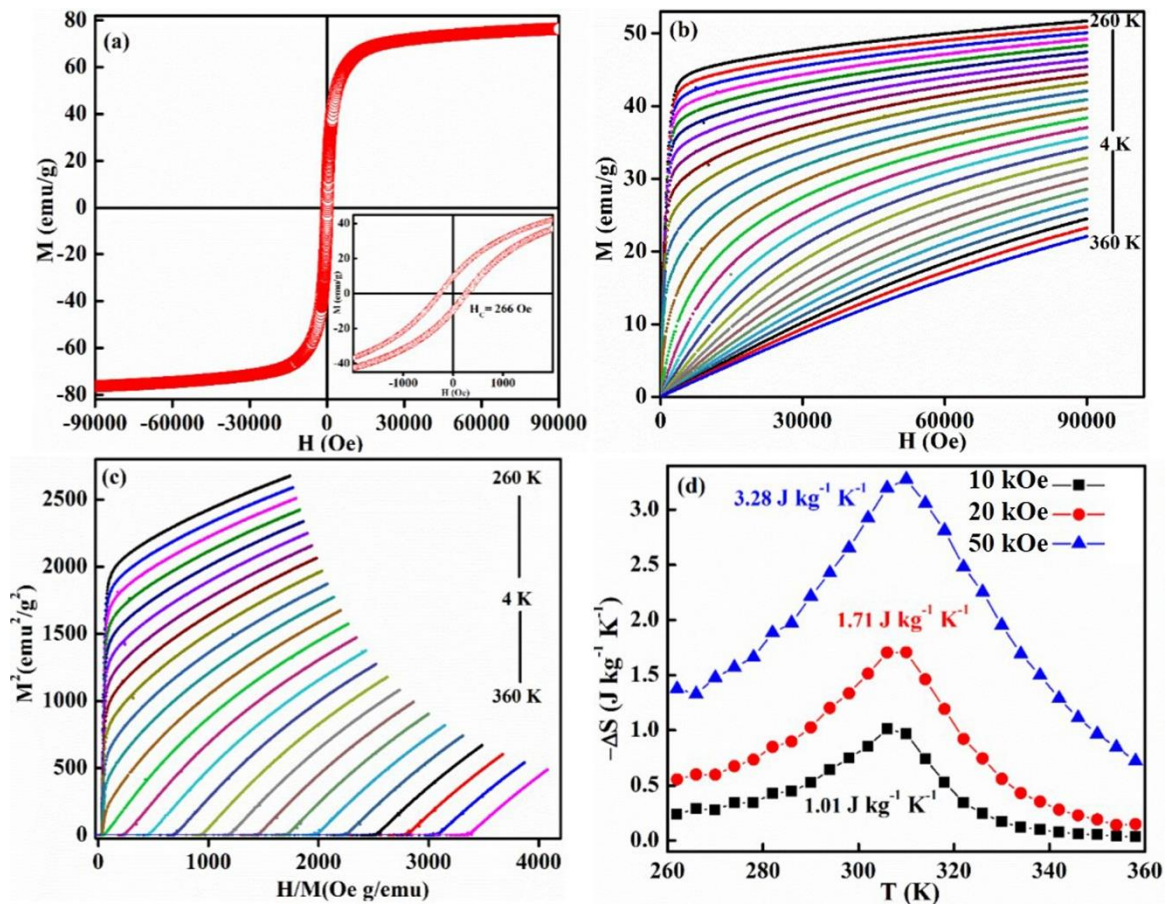 (a)
80
60
40
20
0
-20
-40
-60
-80
M (emu/g)
-90000 -60000 -30000 0 30000 60000 90000
H (Oe)
40
20
0
-20
-40
M (emu/g)
H_C = 266 Oe
-1000 0 1000
H (Oe)
(b)
50
40
30
20
10
0
M (emu/g)
260 K
4 K
360 K
0 30000 60000 90000
H (Oe)
(c)
2500
2000
1500
1000
500
0
M²(emu²/g²)
260 K
4 K
360 K
0 1000 2000 3000 4000
H/M(Oe g/emu)
(d)
3.0
2.5
2.0
1.5
1.0
0.5
0.0
−ΔS (J kg⁻¹ K⁻¹)
3.28 J kg⁻¹ K⁻¹
10 kOe
20 kOe
50 kOe
1.71 J kg⁻¹ K⁻¹
1.01 J kg⁻¹ K⁻¹
260 280 300 320 340 360
T (K)